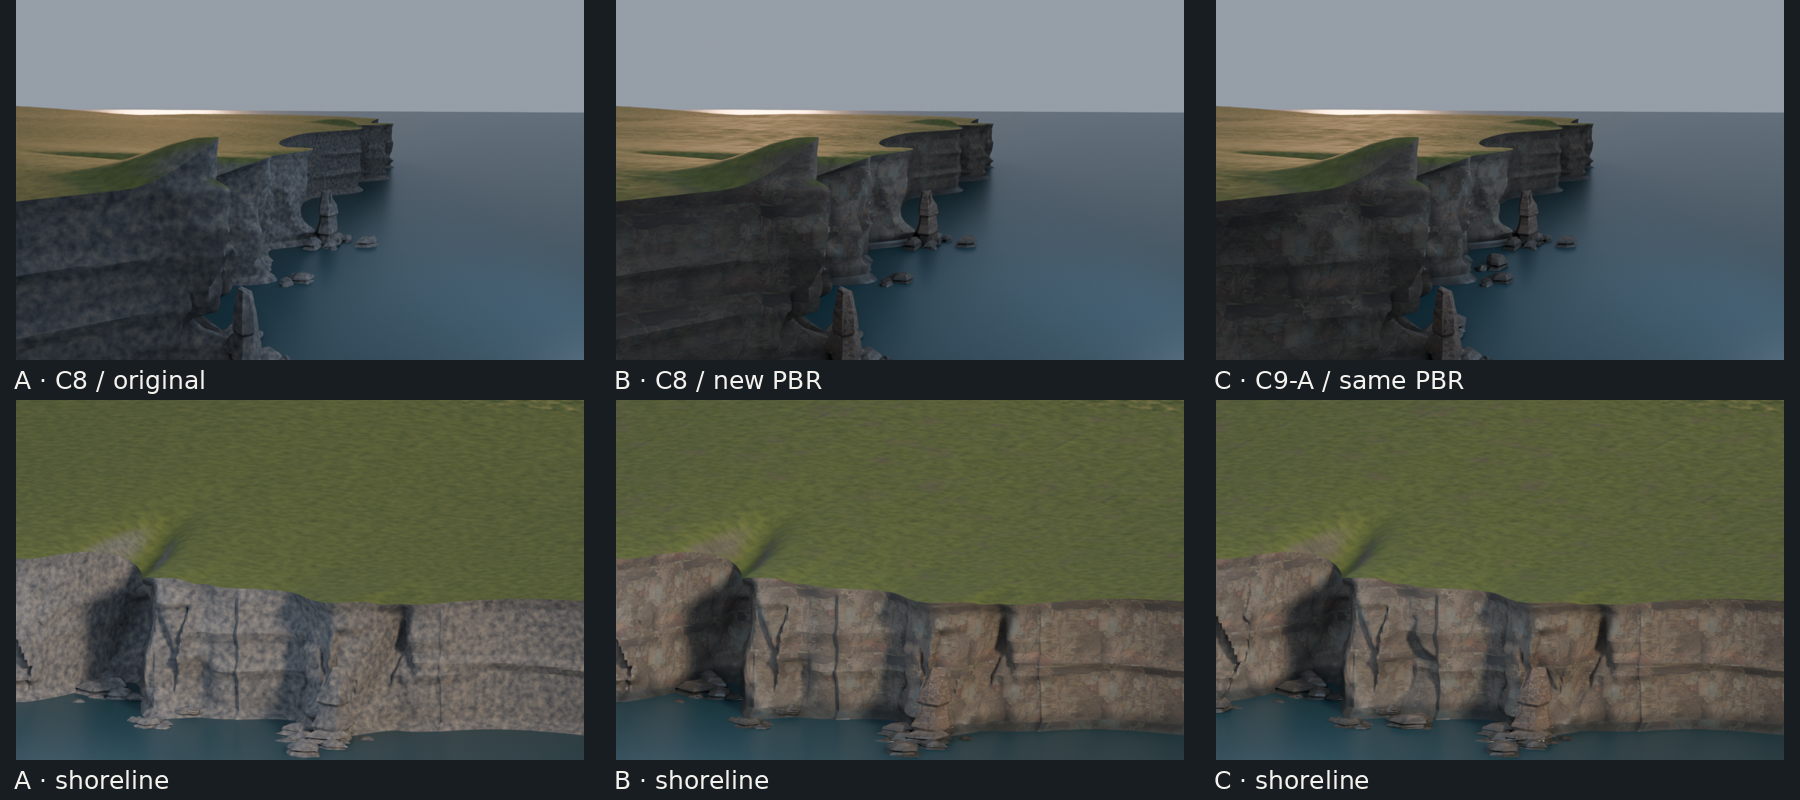 A · C8 / original
B · C8 / new PBR
C · C9-A / same PBR
A · shoreline
B · shoreline
C · shoreline